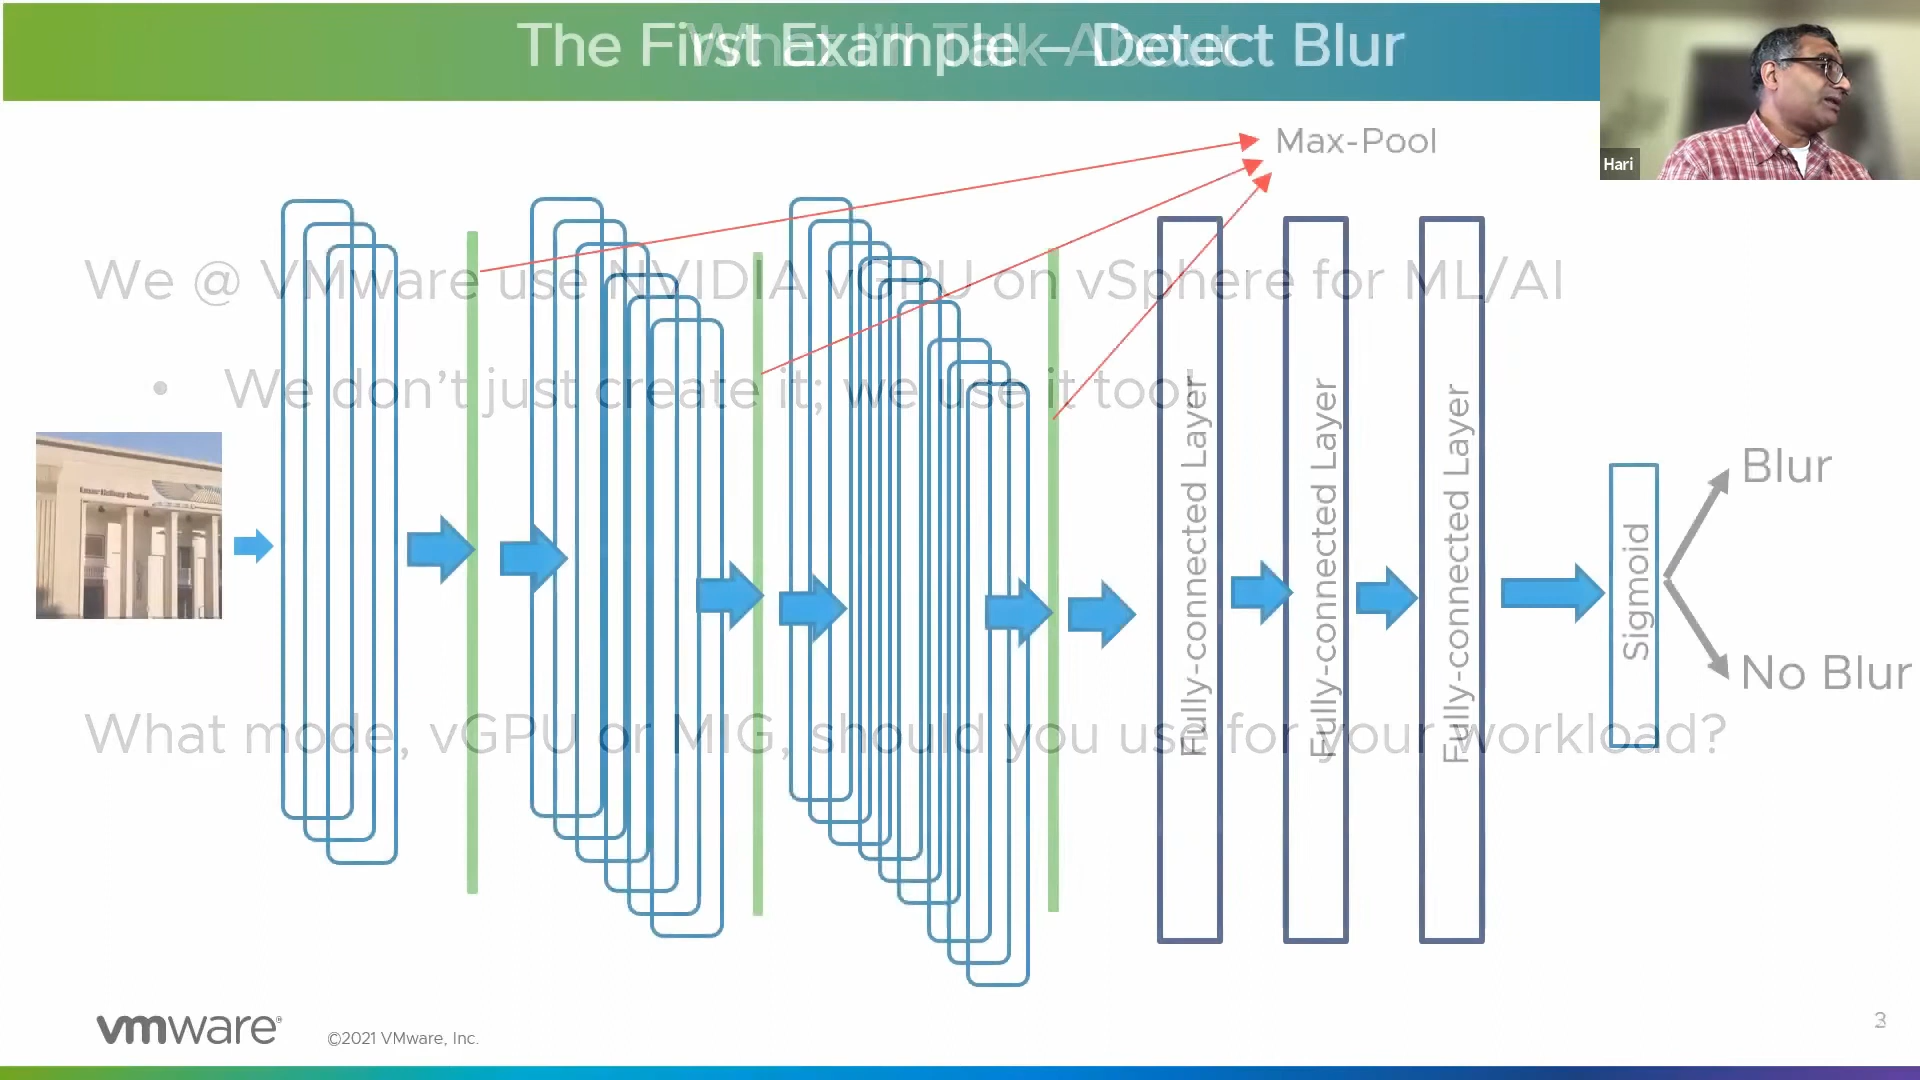 The First Example – Detect Blur
What I'll Talk About
Max-Pool
Hari
We @ VMware use NVIDIA vGPU on vSphere for ML/AI
• We don't just create it; we use it too!
Fully-connected Layer
Fully-connected Layer
Fully-connected Layer
Sigmoid
Blur
No Blur
What mode, vGPU or MIG, should you use for your workload?
vmware®
©2021 VMware, Inc.